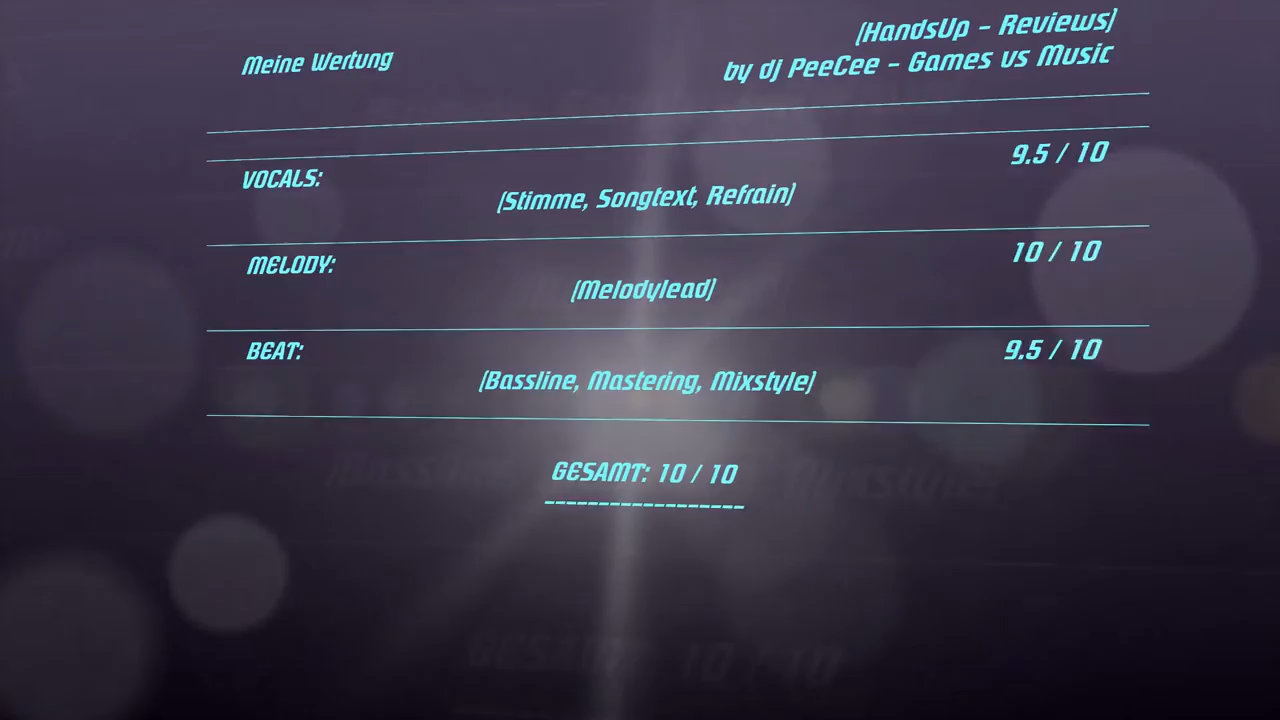 Meine Wertung
[HandsUp - Reviews]
by dj PeeCee - Games vs Music
VOCALS:
9.5 / 10
[Stimme, Songtext, Refrain]
MELODY:
10 / 10
[Melodylead]
BEAT:
9.5 / 10
[Bassline, Mastering, Mixstyle]
GESAMT: 10 / 10
------------------